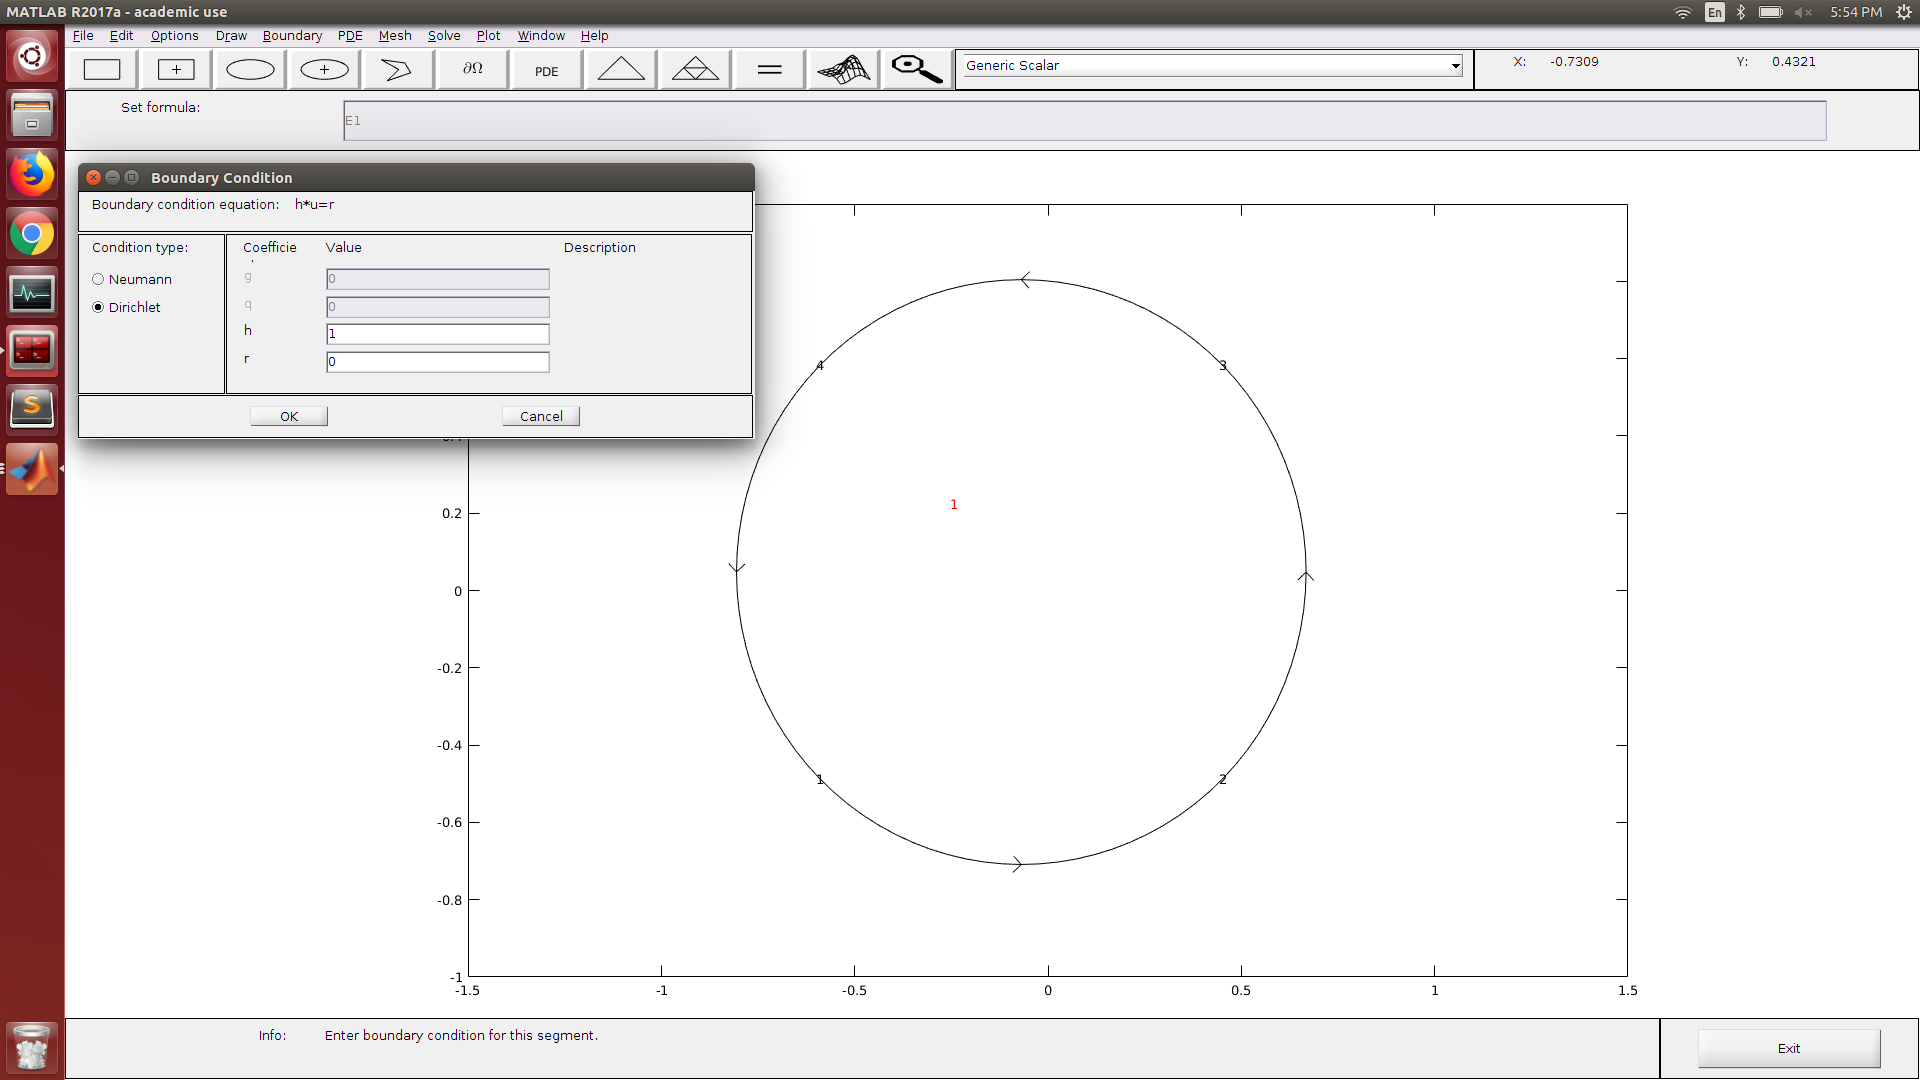 MATLAB R2017a - academic use
En
5:54 PM
File Edit Options Draw Boundary PDE Mesh Solve Plot Window Help
∂Ω
PDE
Generic Scalar
X: -0.7309 Y: 0.4321
Set formula: E1
Boundary Condition
Boundary condition equation: h*u=r
Condition type:
Neumann
Dirichlet
Coefficie Value Description
g 0
q 0
h 1
r 0
OK Cancel
4 3
1
1 2
0.2
0
-0.2
-0.4
-0.6
-0.8
-1
-1.5 -1 -0.5 0 0.5 1 1.5
Info: Enter boundary condition for this segment.
Exit